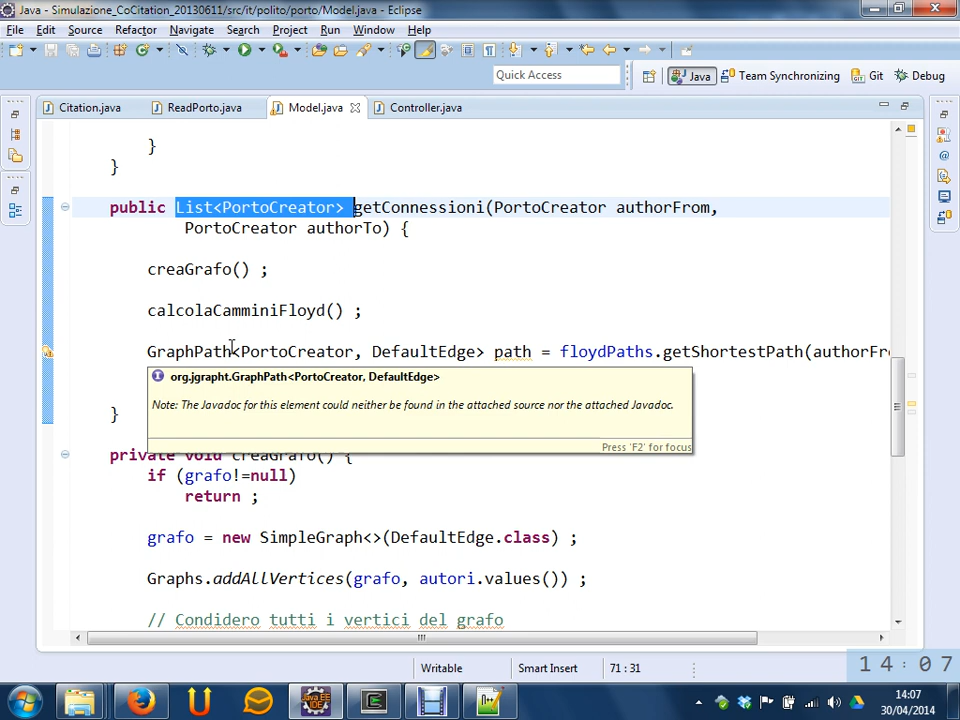 Java - Simulazione_CoCitation_20130611/src/it/polito/porto/Model.java - Eclipse
File Edit Source Refactor Navigate Search Project Run Window Help
Quick Access
Java Team Synchronizing Git Debug
Citation.java ReadPorto.java Model.java Controller.java
}
}
public List<PortoCreator> getConnessioni(PortoCreator authorFrom,
PortoCreator authorTo) {
creaGrafo() ;
calcolaCamminiFloyd() ;
GraphPath<PortoCreator, DefaultEdge> path = floydPaths.getShortestPath(authorFr
org.jgrapht.GraphPath<PortoCreator, DefaultEdge>
Note: The Javadoc for this element could neither be found in the attached source nor the attached Javadoc.
}
Press 'F2' for focus
private void creaGrafo() {
if (grafo!=null)
return ;
grafo = new SimpleGraph<>(DefaultEdge.class) ;
Graphs.addAllVertices(grafo, autori.values()) ;
// Condidero tutti i vertici del grafo
Writable Smart Insert 71 : 31
14:07
14:07
30/04/2014